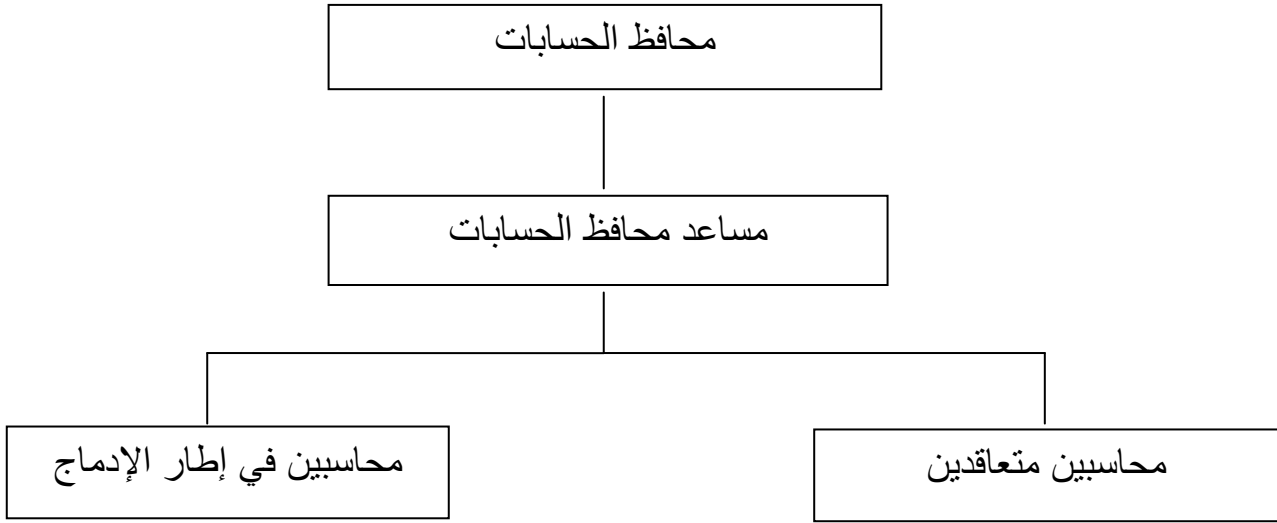 محافظ الحسابات
مساعد محافظ الحسابات
محاسبين متعاقدين
محاسبين في إطار الإدماج